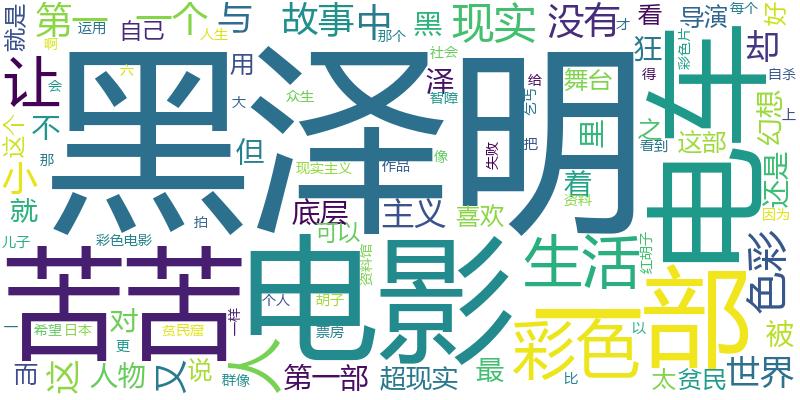 就是
第一
啊
运用
一个
自己
人生
与
故事
中
那个
黑
现实
没有
才
看
导演
每个
好
狂
彩色片
却
让
会
六
用
大
众生
泽
社会
智障
给
舞台
乞丐
得
电车
自杀
这个
不
那
黑泽明
但
现实主义
作品
像
失败
把
里
之
看到
这部
幻想
上
小
就
着
资料
还是
底层
主义
喜欢
因为
拍
可以
儿子
彩色电影
资料馆
红胡子
生活
色彩
苦苦
电影
个人
胡子
一部
一
希望
日本
贫民窟
对
一样
更
票房
彩色
以
被
而
这
人物
又
说
群像
人
第一部
超现实
最
比
太
贫民
世界